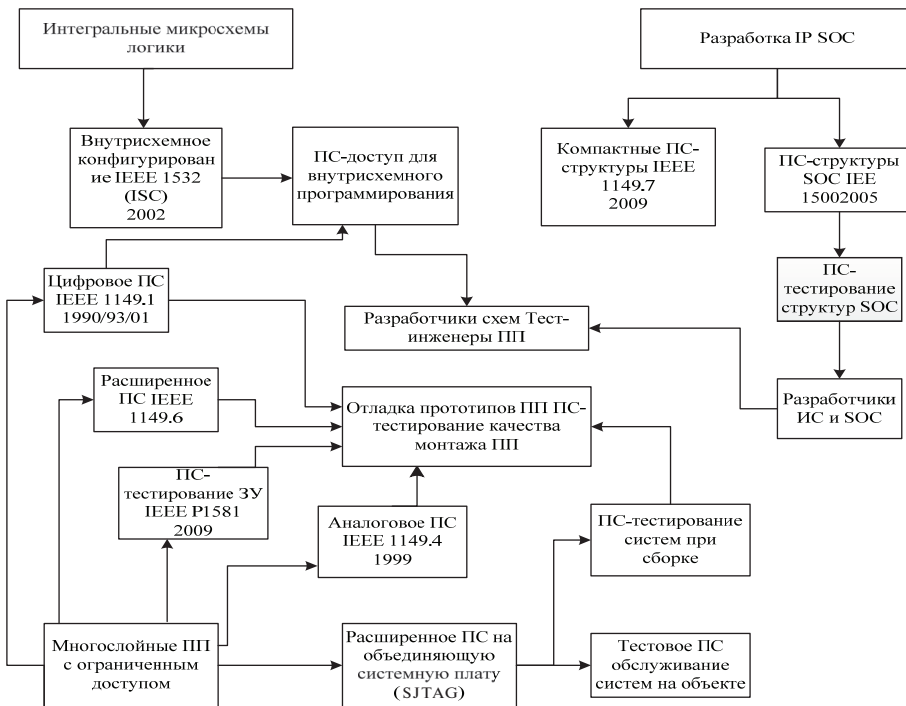 Интегральные микросхемы
логики
Разработка IP SOC
Внутрисхемное
конфигурирован
ие IEEE 1532
(ISC)
2002
ПС-доступ для
внутрисхемного
программирования
Компактные ПС-
структуры IEEE
1149.7
2009
ПС-структуры
SOC IEE
15002005
Цифровое ПС
IEEE 1149.1
1990/93/01
ПС-
тестирование
структур SOC
Разработчики схем Тест-
инженеры ПП
Расширенное
ПС IEEE
1149.6
Отладка прототипов ПП ПС-
тестирование качества
монтажа ПП
Разработчики
ИС и SOC
ПС-
тестирование ЗУ
IEEE P1581
2009
Аналоговое ПС
IEEE 1149.4
1999
ПС-тестирование
систем при
сборке
Многослойные ПП
с ограниченным
доступом
Расширенное ПС на
объединяющую
системную плату
(SJTAG)
Тестовое ПС
обслуживание
систем на объекте